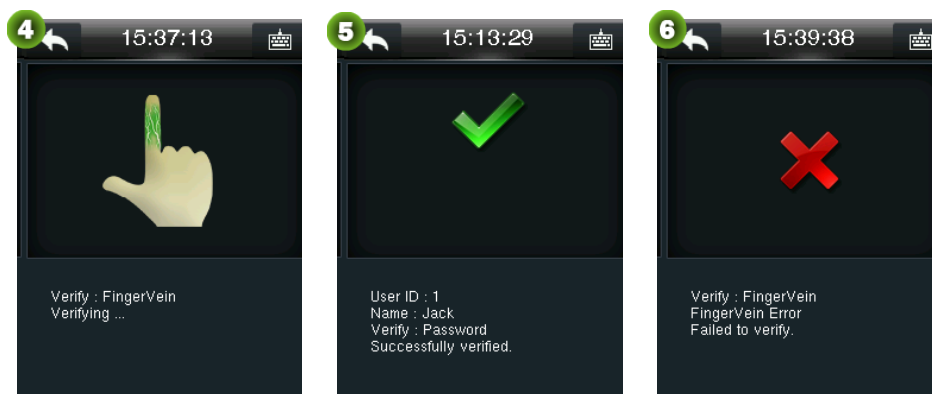 4
15:37:13
Verify : FingerVein
Verifying ...
5
15:13:29
User ID : 1
Name : Jack
Verify : Password
Successfully verified.
6
15:39:38
Verify : FingerVein
FingerVein Error
Failed to verify.